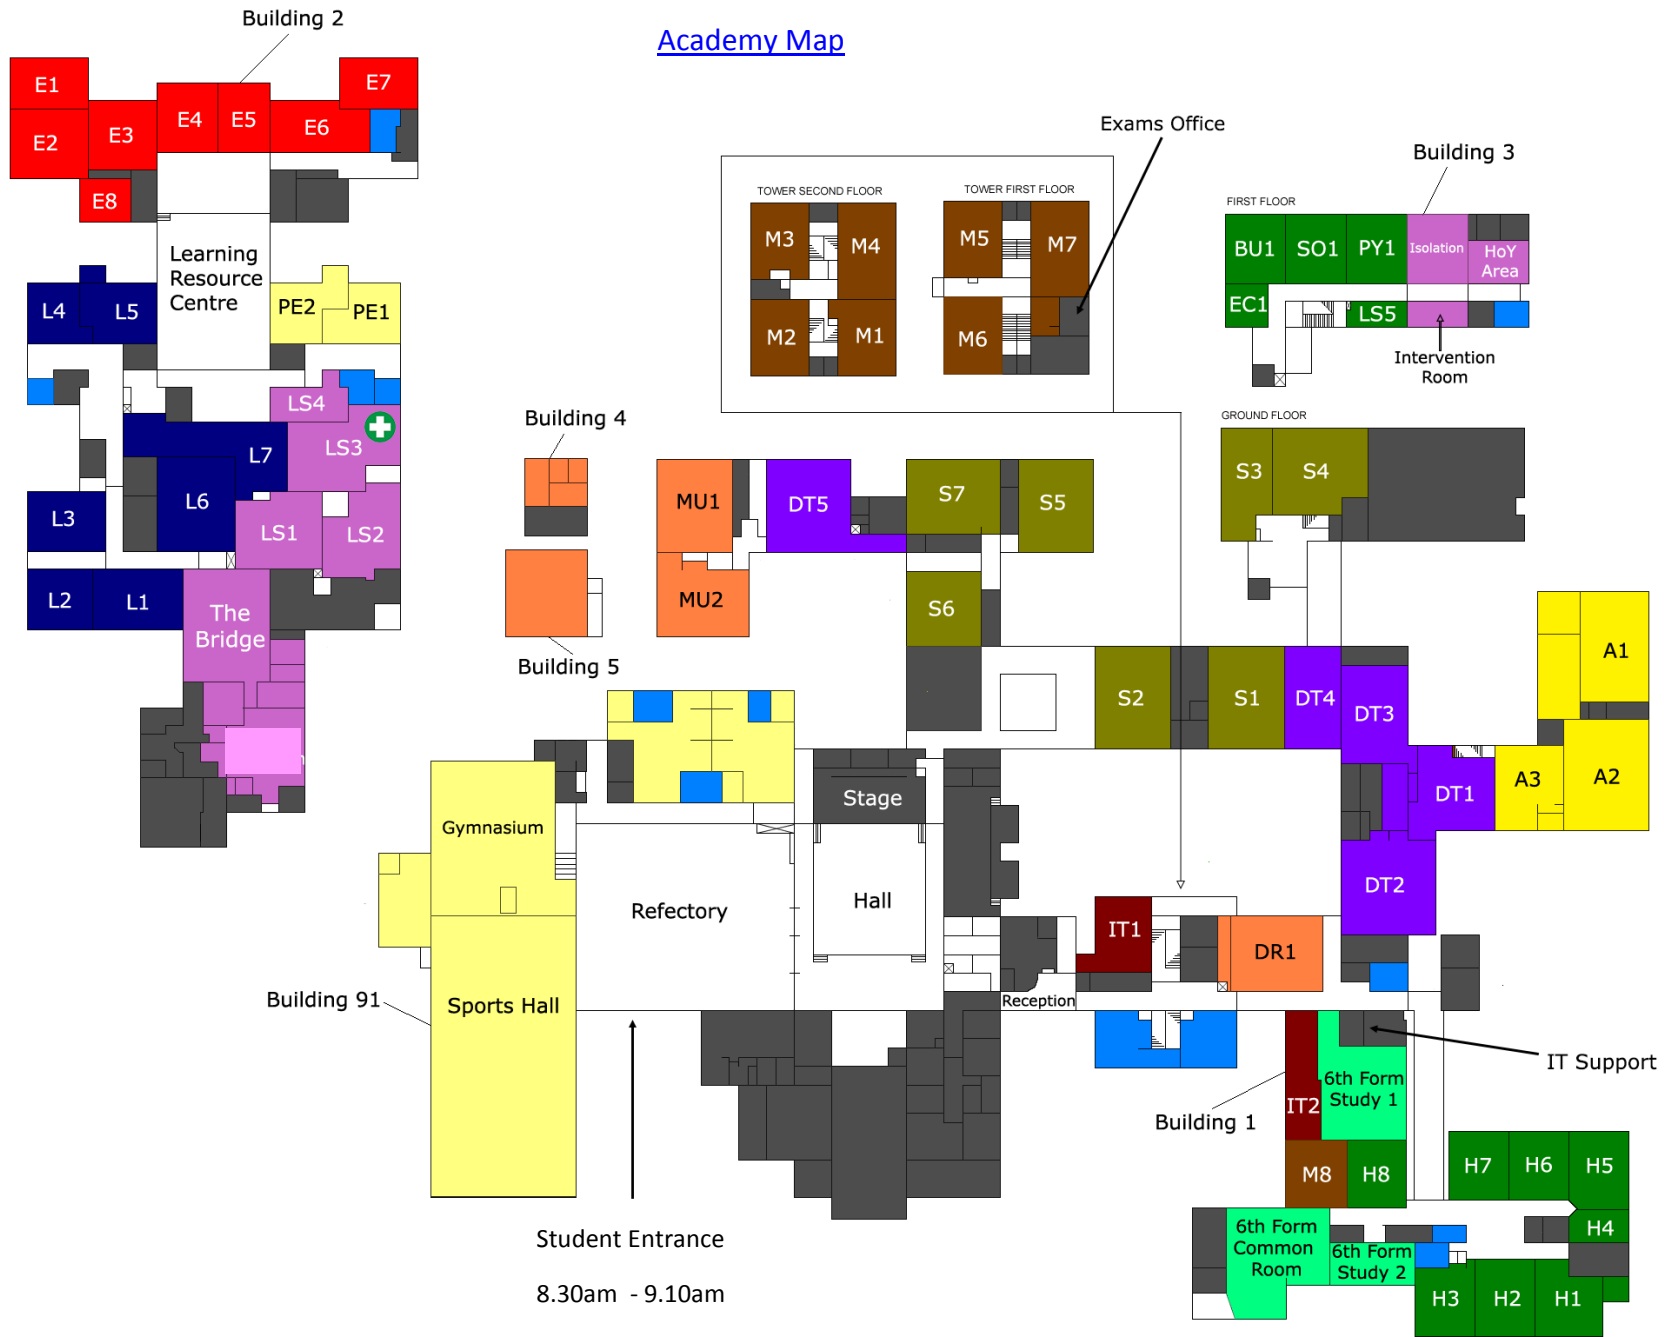 Academy Map
Building 2
E1
E2
E3
E4
E5
E6
E7
E8
Learning
Resource
Centre
L4
L5
PE2
PE1
LS4
LS3
L7
L6
L3
LS1
LS2
L2
L1
The
Bridge
Exams Office
TOWER SECOND FLOOR
TOWER FIRST FLOOR
M3
M4
M2
M1
M5
M7
M6
Building 3
FIRST FLOOR
BU1
SO1
PY1
Isolation
HoY
Area
EC1
LS5
Intervention
Room
GROUND FLOOR
S3
S4
Building 4
Building 5
MU1
MU2
DT5
S7
S5
S6
S2
S1
DT4
DT3
DT1
DT2
A1
A2
A3
Stage
Gymnasium
Refectory
Hall
Sports Hall
Building 91
IT1
DR1
Reception
IT Support
6th Form
Study 1
IT2
Building 1
M8
H8
H7
H6
H5
H4
6th Form
Common
Room
6th Form
Study 2
H3
H2
H1
Student Entrance
8.30am - 9.10am